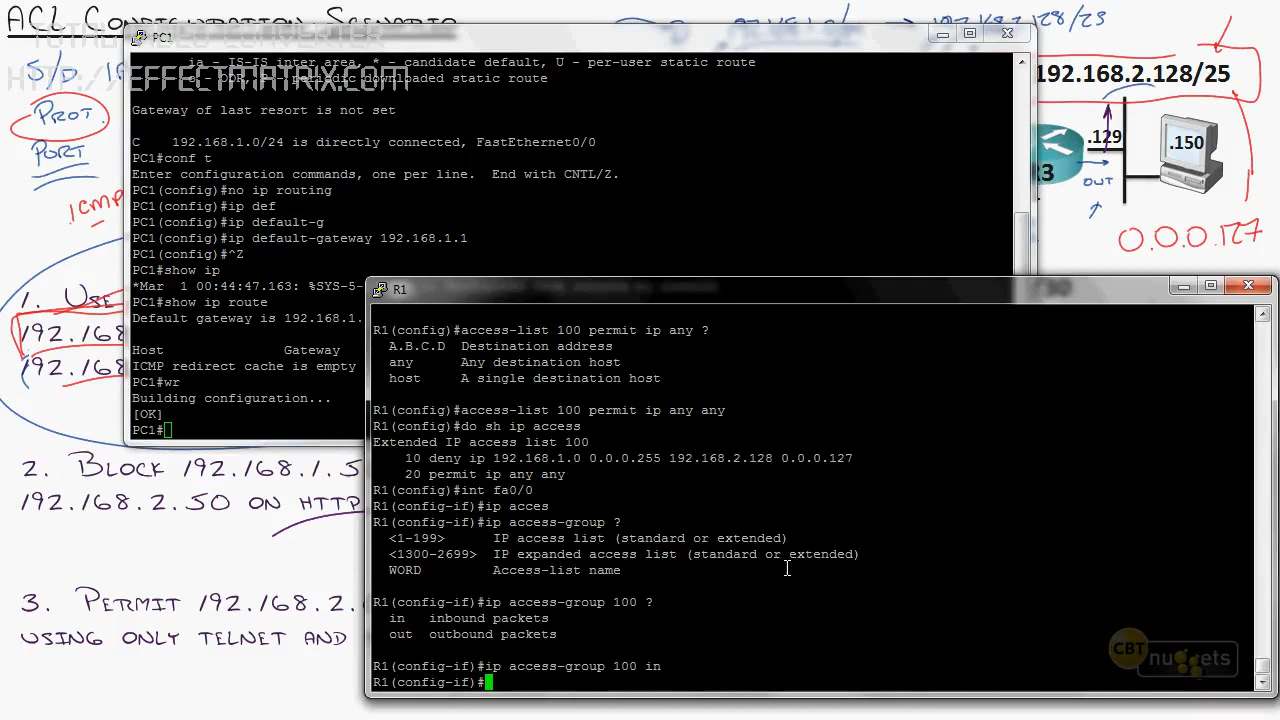 ACL CONFIGURATION SCENARIO
TOTAL VIDEO CONVERTER
HTTP://EFFECTMATRIX.COM
S/D
PROT.
PORT
ICMP
192.168.2.128/25
192.168.2.128/25
.129
.150
R3
OUT
0.0.0.127
PC1
ia - IS-IS inter area, * - candidate default, U - per-user static route
o - ODR, P - periodic downloaded static route
Gateway of last resort is not set
C    192.168.1.0/24 is directly connected, FastEthernet0/0
PC1#conf t
Enter configuration commands, one per line.  End with CNTL/Z.
PC1(config)#no ip routing
PC1(config)#ip def
PC1(config)#ip default-g
PC1(config)#ip default-gateway 192.168.1.1
PC1(config)#^Z
PC1#show ip
*Mar  1 00:44:47.163: %SYS-5-
PC1#show ip route
Default gateway is 192.168.1.
Host               Gateway
ICMP redirect cache is empty
PC1#wr
Building configuration...
[OK]
PC1#
R1
/30
R1(config)#access-list 100 permit ip any ?
A.B.C.D  Destination address
any      Any destination host
host     A single destination host
R1(config)#access-list 100 permit ip any any
R1(config)#do sh ip access
Extended IP access list 100
10 deny ip 192.168.1.0 0.0.0.255 192.168.2.128 0.0.0.127
20 permit ip any any
R1(config)#int fa0/0
R1(config-if)#ip acces
R1(config-if)#ip access-group ?
<1-199>      IP access list (standard or extended)
<1300-2699>  IP expanded access list (standard or extended)
WORD         Access-list name
R1(config-if)#ip access-group 100 ?
in   inbound packets
out  outbound packets
R1(config-if)#ip access-group 100 in
R1(config-if)#
1. USE
192.168
192.168
2. BLOCK 192.168.1.5
192.168.2.50 ON HTTP
3. PERMIT 192.168.2.
USING ONLY TELNET AND
CBT nuggets